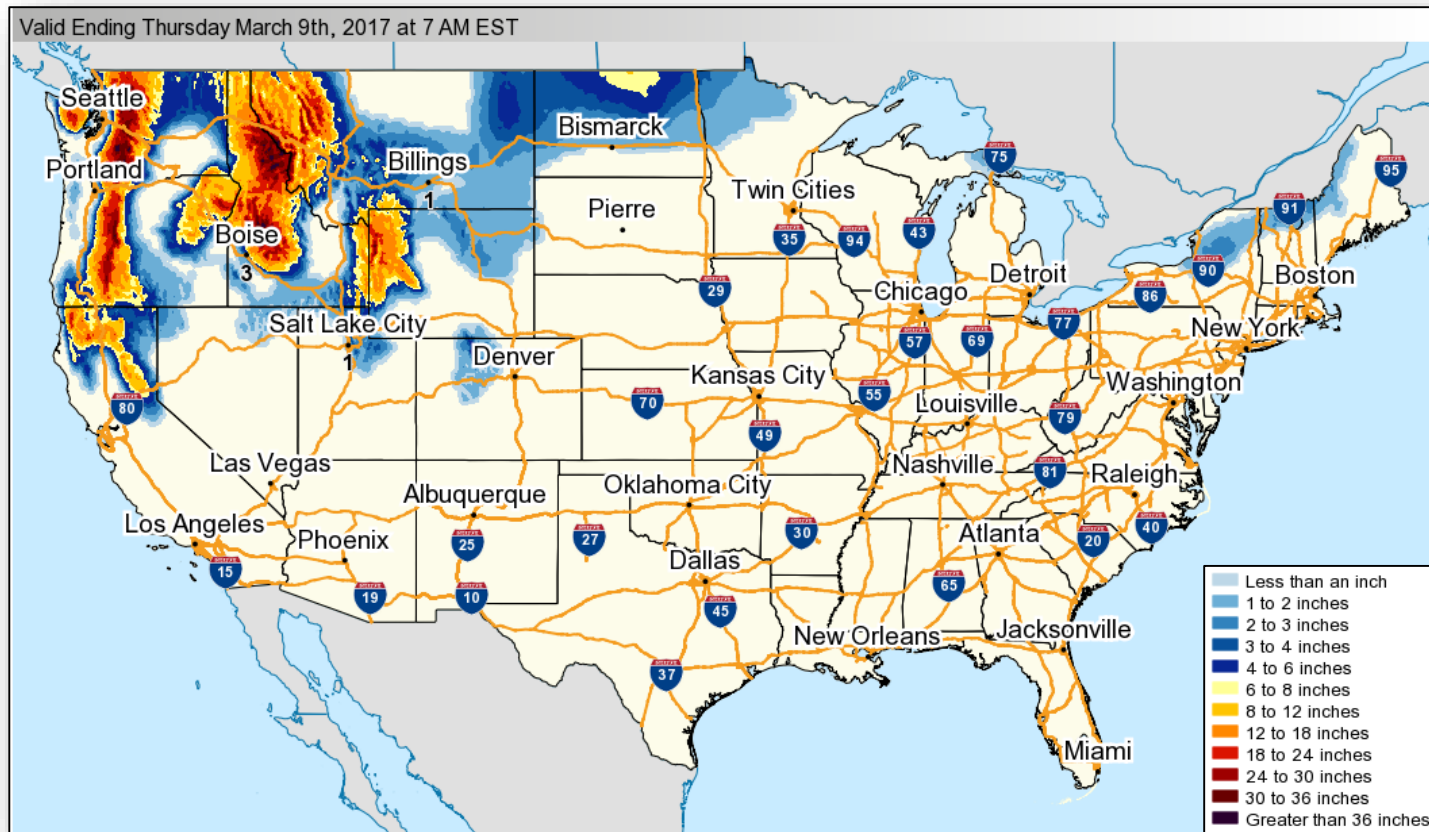 Valid Ending Thursday March 9th, 2017 at 7 AM EST
Seattle
Bismarck
75
Portland
Billings
95
1
Twin Cities
91
Pierre
Boise
35
94
43
3
90
Boston
Detroit
29
Chicago
86
Salt Lake City
77
New York
57
69
1
Denver
Kansas City
Washington
80
70
55
Louisville
79
49
Las Vegas
Nashville
81
Raleigh
Albuquerque
Oklahoma City
Los Angeles
40
Phoenix
25
27
30
Atlanta
20
Dallas
15
19
10
65
45
New Orleans
Jacksonville
37
Miami
Less than an inch
1 to 2 inches
2 to 3 inches
3 to 4 inches
4 to 6 inches
6 to 8 inches
8 to 12 inches
12 to 18 inches
18 to 24 inches
24 to 30 inches
30 to 36 inches
Greater than 36 inches